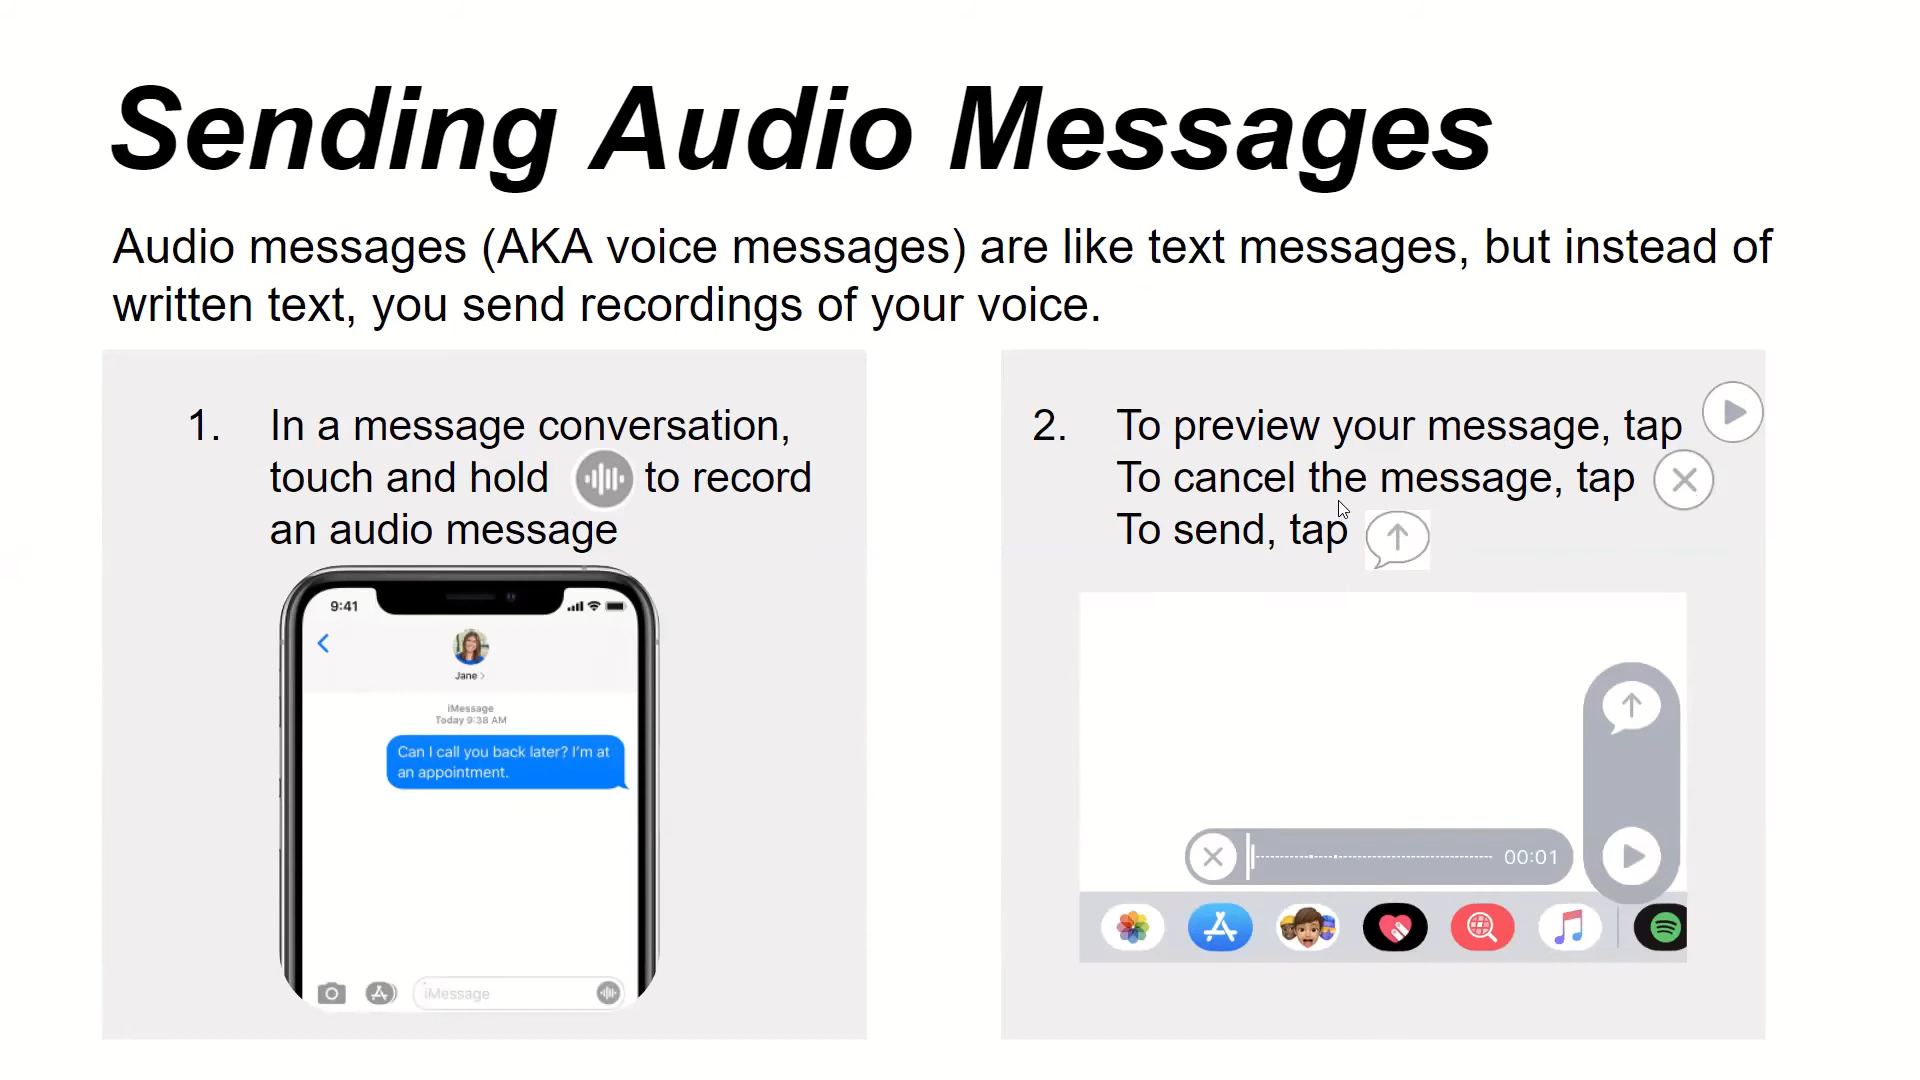 Sending Audio Messages
Audio messages (AKA voice messages) are like text messages, but instead of
written text, you send recordings of your voice.
1. In a message conversation,
touch and hold to record
an audio message
9:41
Jane
iMessage
Today 9:38 AM
Can I call you back later? I'm at
an appointment.
iMessage
2. To preview your message, tap
To cancel the message, tap
To send, tap
00:01